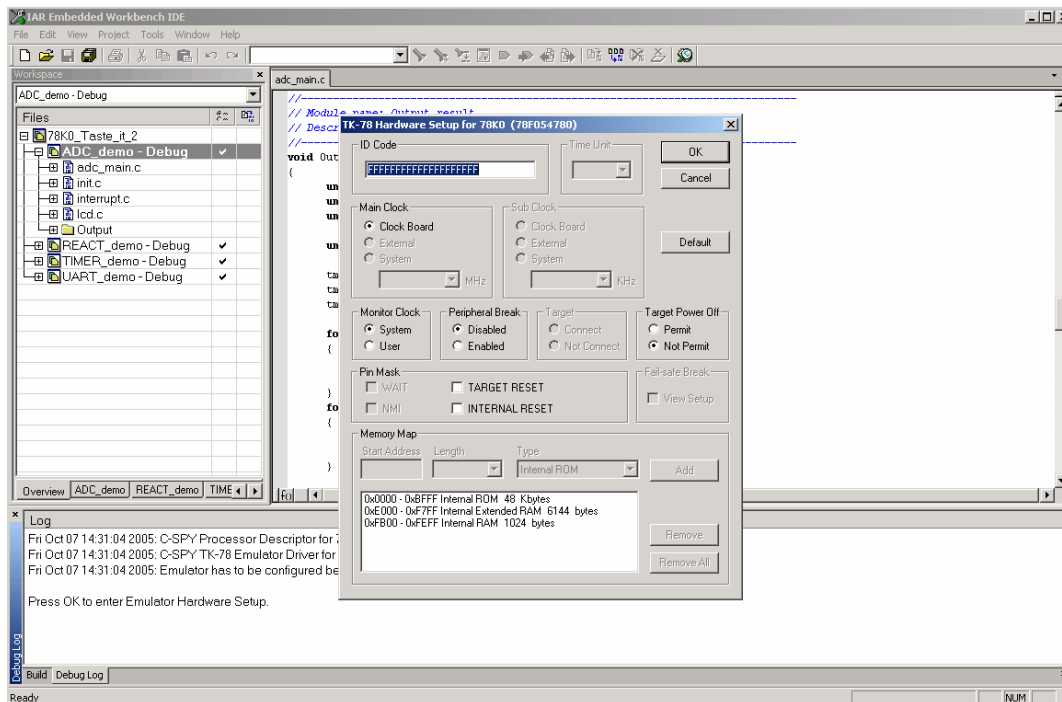 IAR Embedded Workbench IDE
File Edit View Project Tools Window Help
Workspace
ADC_demo - Debug
Files
78K0_Taste_it_2
ADC_demo - Debug
adc_main.c
init.c
interrupt.c
lcd.c
Output
REACT_demo - Debug
TIMER_demo - Debug
UART_demo - Debug
Overview ADC_demo REACT_demo TIME
adc_main.c
//
// Module name: Output result
// Descr
//
void Out
{
un
un
un
un
fo
{
}
fo
{
}
fo
TK-78 Hardware Setup for 78K0 (78F054780)
ID Code
FFFFFFFFFFFFFFFFFFFF
Time Unit
OK
Cancel
Default
Main Clock
Clock Board
External
System
MHz
Sub Clock
Clock Board
External
System
KHz
Monitor Clock
System
User
Peripheral Break
Disabled
Enabled
Target
Connect
Not Connect
Target Power Off
Permit
Not Permit
Pin Mask
WAIT TARGET RESET
NMI INTERNAL RESET
Fail-safe Break
View Setup
Memory Map
Start Address Length Type
Internal ROM
Add
0x0000 - 0xBFFF Internal ROM 48 Kbytes
0xE000 - 0xF7FF Internal Extended RAM 6144 bytes
0xFB00 - 0xFEFF Internal RAM 1024 bytes
Remove
Remove All
Log
Fri Oct 07 14:31:04 2005: C-SPY Processor Descriptor for
Fri Oct 07 14:31:04 2005: C-SPY TK-78 Emulator Driver for
Fri Oct 07 14:31:04 2005: Emulator has to be configured be
Press OK to enter Emulator Hardware Setup.
Debug Log
Build Debug Log
Ready
NUM